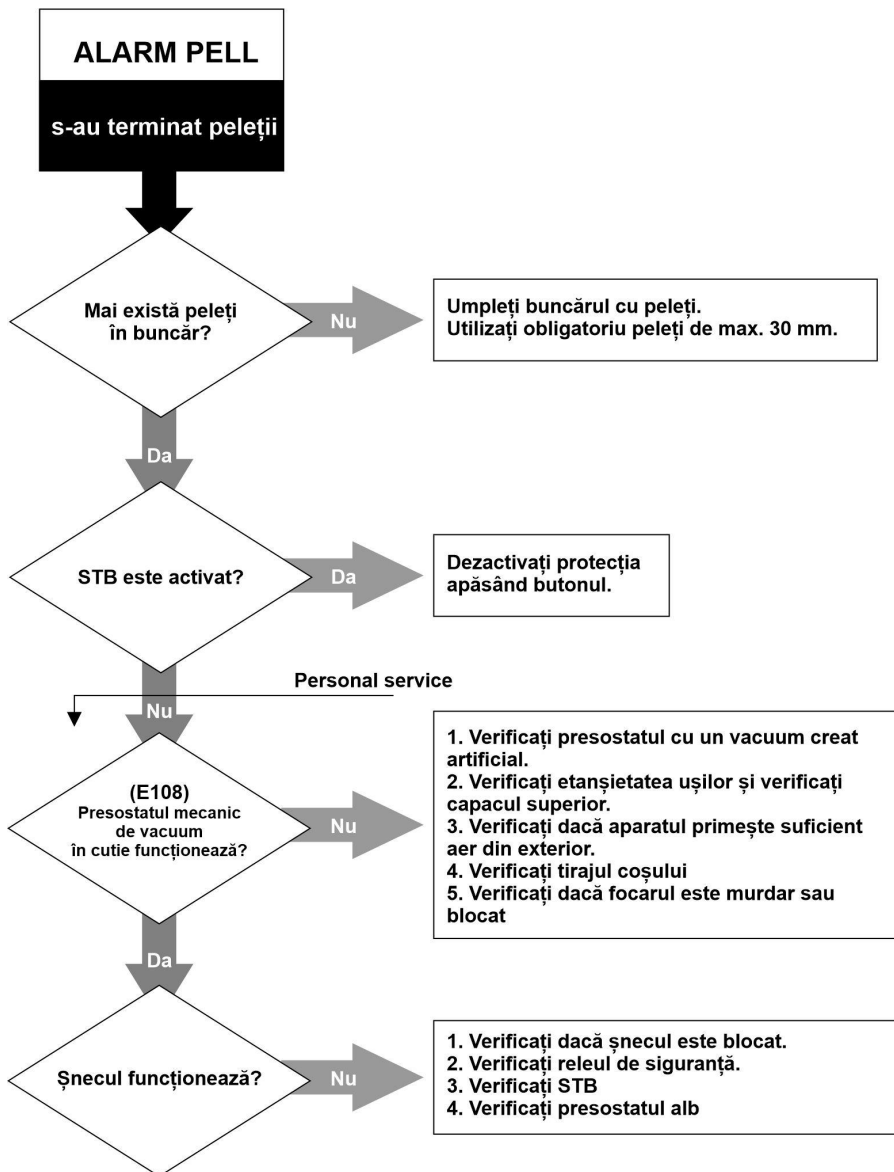 ALARM PELL
s-au terminat peleții
Mai există peleți
în buncăr?
Nu
Umpleți buncărul cu peleți.
Utilizați obligatoriu peleți de max. 30 mm.
Da
STB este activat?
Da
Dezactivați protecția
apăsând butonul.
Personal service
Nu
(E108)
Presostatul mecanic
de vacuum
în cutie funcționează?
Nu
1. Verificați presostatul cu un vacuum creat
artificial.
2. Verificați etanșietatea ușilor și verificați
capacul superior.
3. Verificați dacă aparatul primește suficient
aer din exterior.
4. Verificați tirajul coșului
5. Verificați dacă focarul este murdar sau
blocat
Da
Șnecul funcționează?
Nu
1. Verificați dacă șnecul este blocat.
2. Verificați releul de siguranță.
3. Verificați STB
4. Verificați presostatul alb